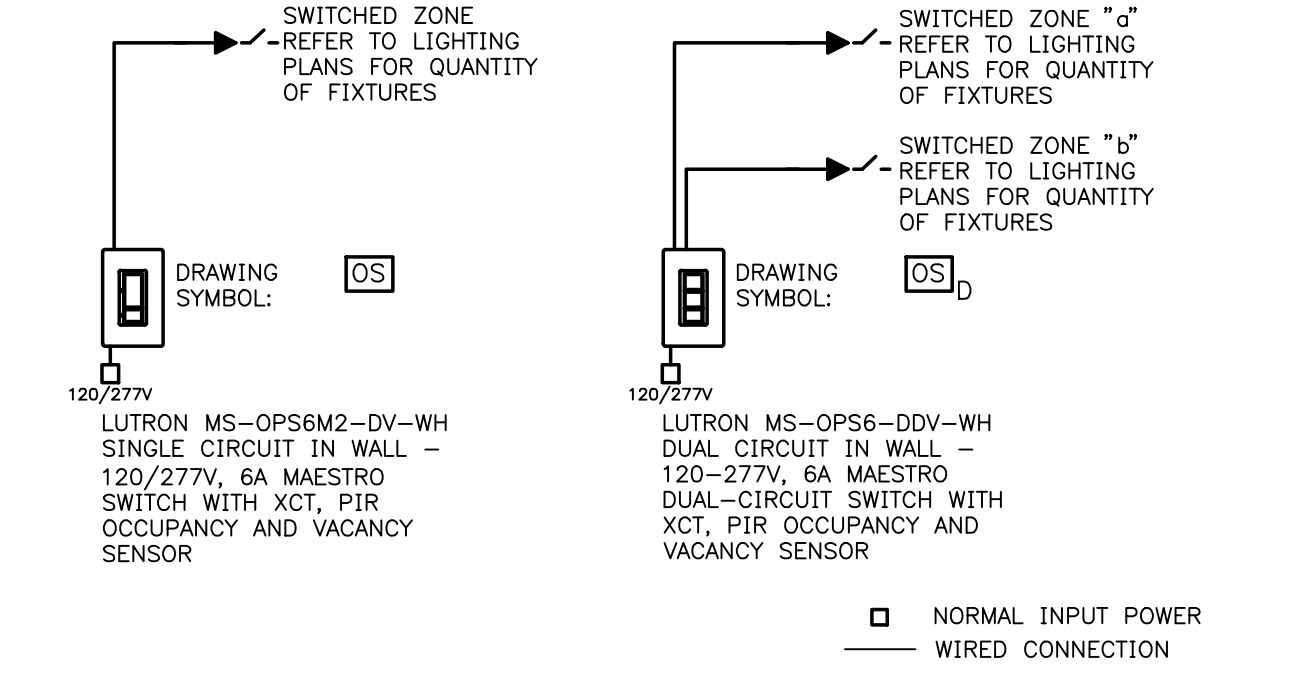 SWITCHED ZONE
REFER TO LIGHTING
PLANS FOR QUANTITY
OF FIXTURES
DRAWING
SYMBOL:
OS
120/277V
LUTRON MS-OPS6M2-DV-WH
SINGLE CIRCUIT IN WALL -
120/277V, 6A MAESTRO
SWITCH WITH XCT, PIR
OCCUPANCY AND VACANCY
SENSOR
SWITCHED ZONE "a"
REFER TO LIGHTING
PLANS FOR QUANTITY
OF FIXTURES
SWITCHED ZONE "b"
REFER TO LIGHTING
PLANS FOR QUANTITY
OF FIXTURES
DRAWING
SYMBOL:
OS
D
120/277V
LUTRON MS-OPS6-DDV-WH
DUAL CIRCUIT IN WALL -
120-277V, 6A MAESTRO
DUAL-CIRCUIT SWITCH WITH
XCT, PIR OCCUPANCY AND
VACANCY SENSOR
NORMAL INPUT POWER
WIRED CONNECTION